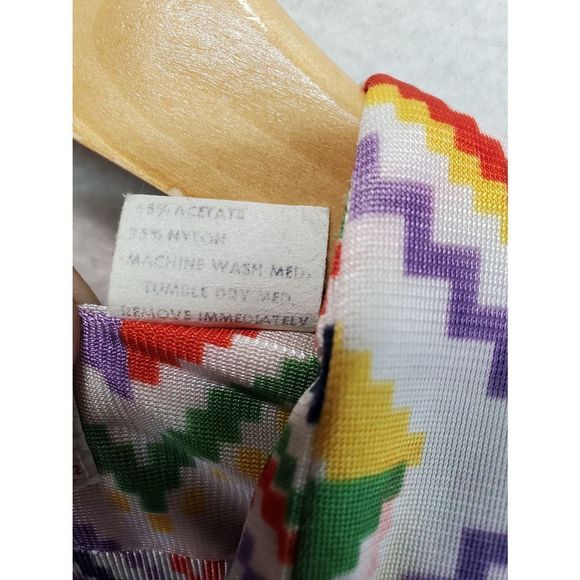 65% ACETATE
35% NYLON
MACHINE WASH MED.
TUMBLE DRY MED.
REMOVE IMMEDIATELY